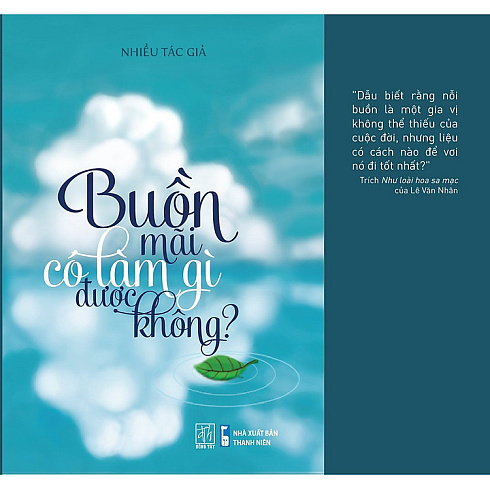 NHIỀU TÁC GIẢ
Buồn
mãi
có làm gì
được
không?
ĐÔNG TÂY
NHÀ XUẤT BẢN
THANH NIÊN
"Dẫu biết rằng nỗi
buồn là một gia vị
không thể thiếu của
cuộc đời, nhưng liệu
có cách nào để vơi
nó đi tốt nhất?"
Trích Như loài hoa sa mạc
của Lê Văn Nhân